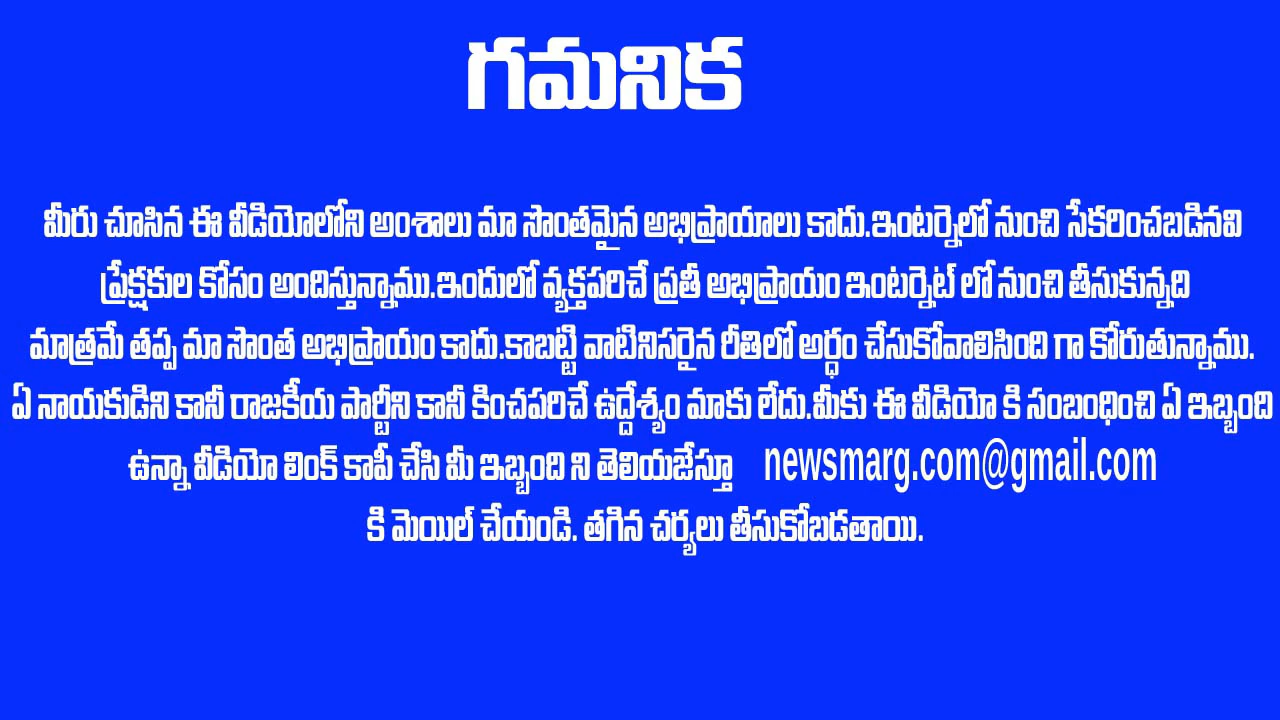 గమనిక
మీరు చూసిన ఈ వీడియోలోని అంశాలు మా సొంతమైన అభిప్రాయాలు కాదు.ఇంటర్నెలో నుంచి సేకరించబడినవి
ప్రేక్షకుల కోసం అందిస్తున్నాము.ఇందులో వ్యక్తపరిచే ప్రతీ అభిప్రాయం ఇంటర్నెట్ లో నుంచి తీసుకున్నది
మాత్రమే తప్ప మా సొంత అభిప్రాయం కాదు.కాబట్టి వాటినిసరైన రీతిలో అర్ధం చేసుకోవాలిసింది గా కోరుతున్నాము.
ఏ నాయకుడిని కానీ రాజకీయ పార్టీని కానీ కించపరిచే ఉద్దేశ్యం మాకు లేదు.మీకు ఈ వీడియో కి సంబంధించి ఏ ఇబ్బంది
ఉన్నా వీడియో లింక్ కాపీ చేసి మీ ఇబ్బంది ని తెలియజేస్తూ newsmarg.com@gmail.com
కి మెయిల్ చేయండి. తగిన చర్యలు తీసుకోబడతాయి.